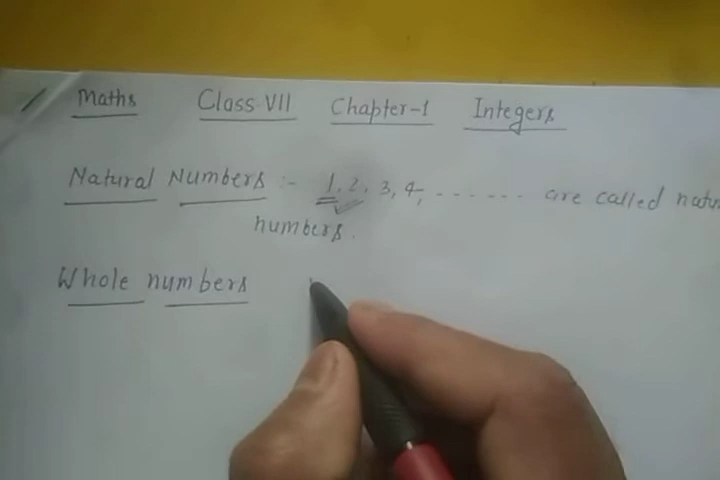 Maths Class VII Chapter-1 Integers
Natural Numbers :- 1, 2, 3, 4, ------ are called natu
numbers.
Whole numbers